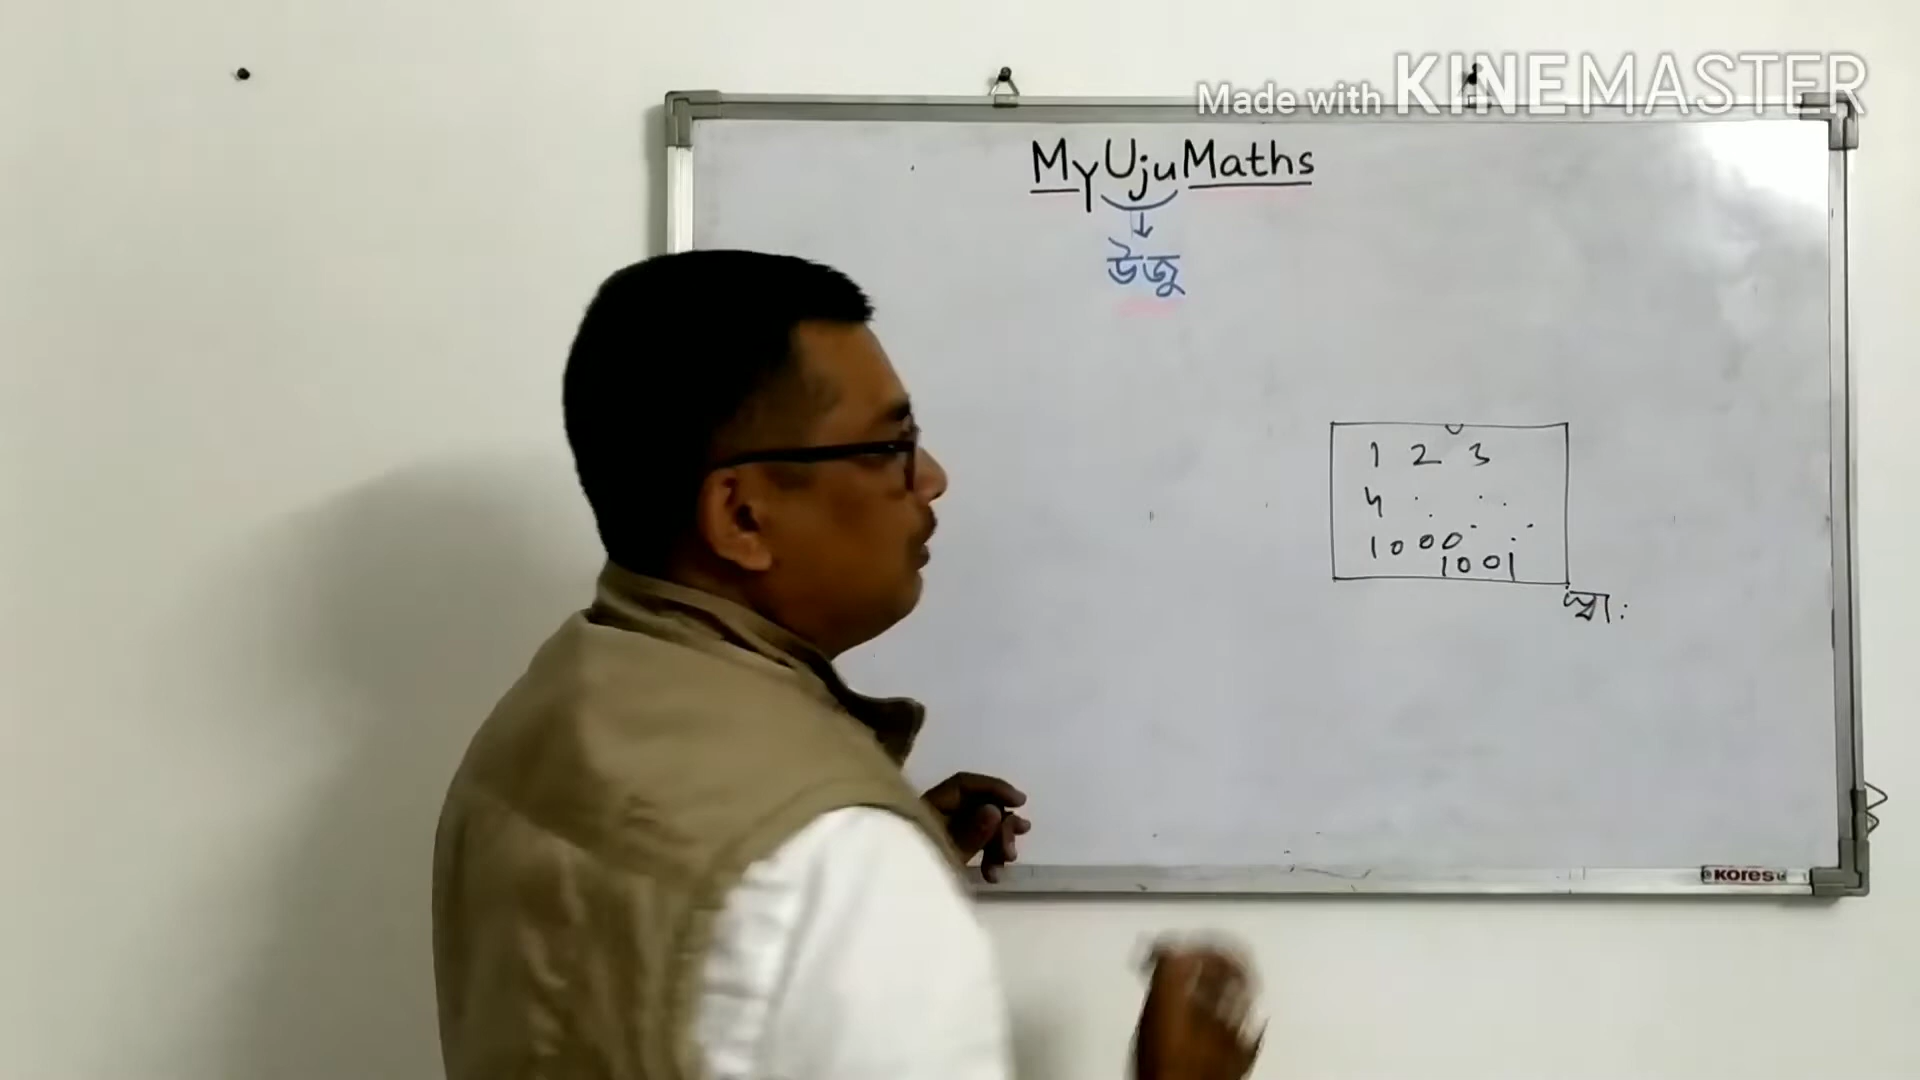 Made with KINEMASTER
MyUjuMaths
↓
উজু
1 2 3
4 . . .
1000 . .
1001
স্বা:
kores